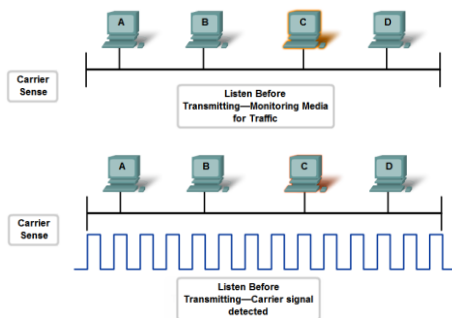 A B C D
Carrier
Sense
Listen Before
Transmitting—Monitoring Media
for Traffic
A B C D
Carrier
Sense
Listen Before
Transmitting—Carrier signal
detected